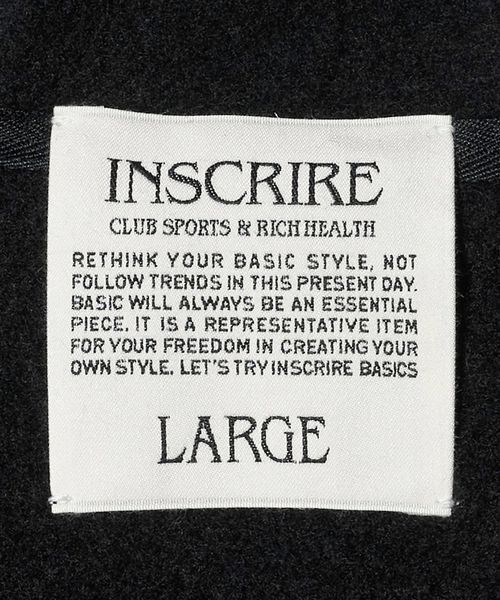 INSCRIRE
CLUB SPORTS & RICH HEALTH
RETHINK YOUR BASIC STYLE, NOT
FOLLOW TRENDS IN THIS PRESENT DAY.
BASIC WILL ALWAYS BE AN ESSENTIAL
PIECE. IT IS A REPRESENTATIVE ITEM
FOR YOUR FREEDOM IN CREATING YOUR
OWN STYLE. LET'S TRY INSCRIRE BASICS
LARGE